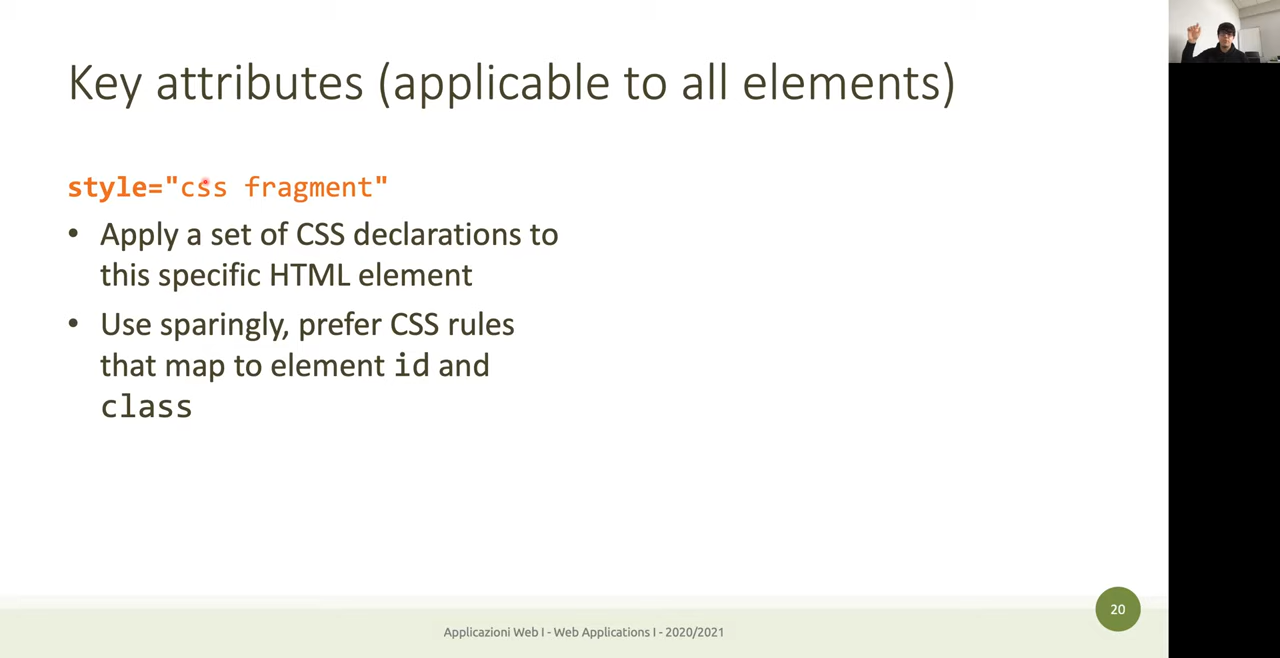 Key attributes (applicable to all elements)
style="css fragment"
• Apply a set of CSS declarations to
this specific HTML element
• Use sparingly, prefer CSS rules
that map to element id and
class
20
Applicazioni Web I - Web Applications I - 2020/2021